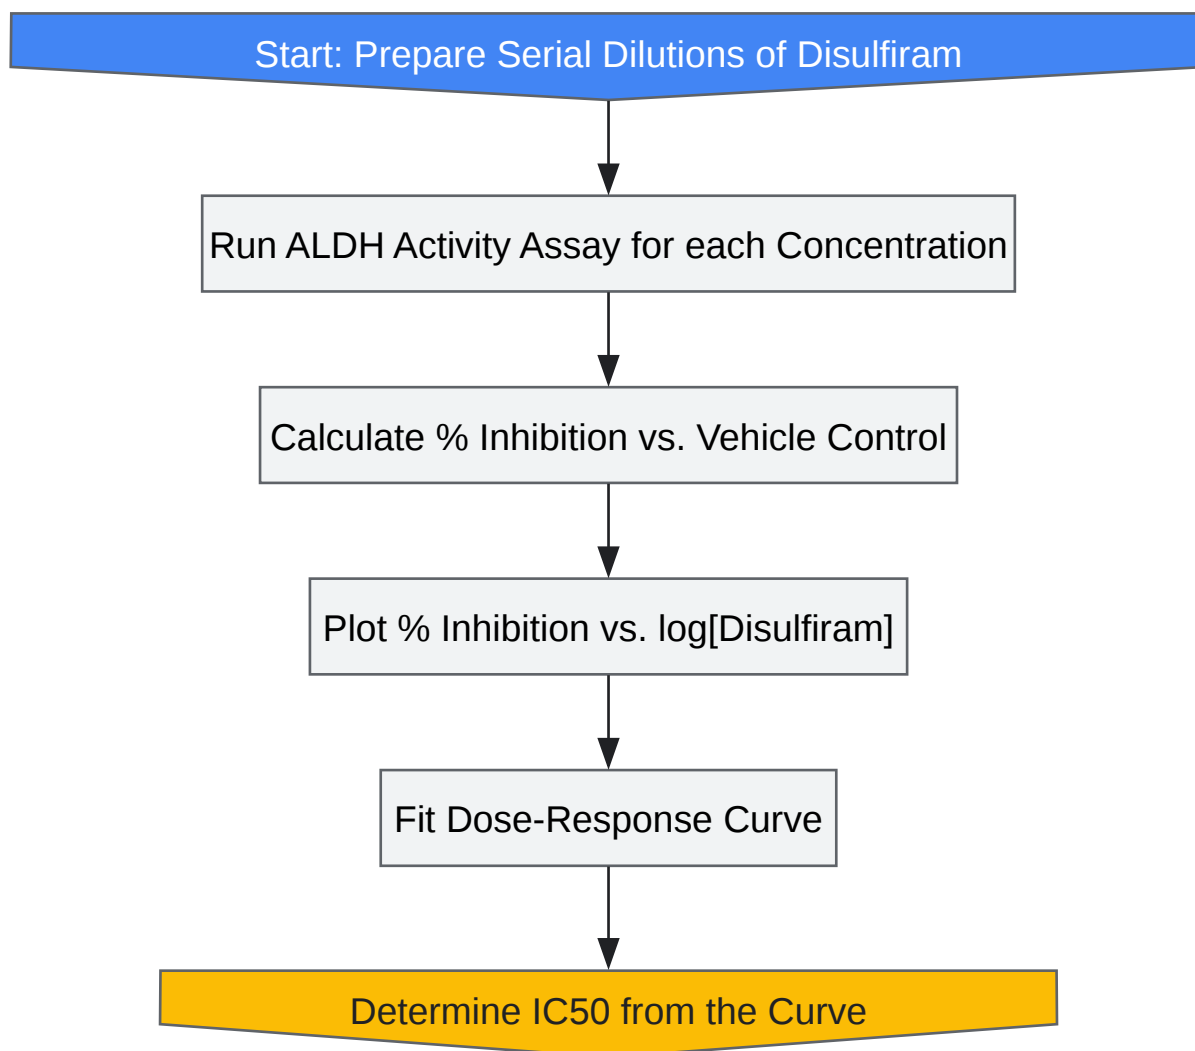 Start: Prepare Serial Dilutions of Disulfiram
Run ALDH Activity Assay for each Concentration
Calculate % Inhibition vs. Vehicle Control
Plot % Inhibition vs. log[Disulfiram]
Fit Dose-Response Curve
Determine IC50 from the Curve